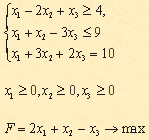 x₁ − 2x₂ + x₃ ≥ 4,
x₁ + x₂ − 3x₃ ≤ 9
x₁ + 3x₂ + 2x₃ = 10
x₁ ≥ 0, x₂ ≥ 0, x₃ ≥ 0
F = 2x₁ + x₂ − x₃ → max